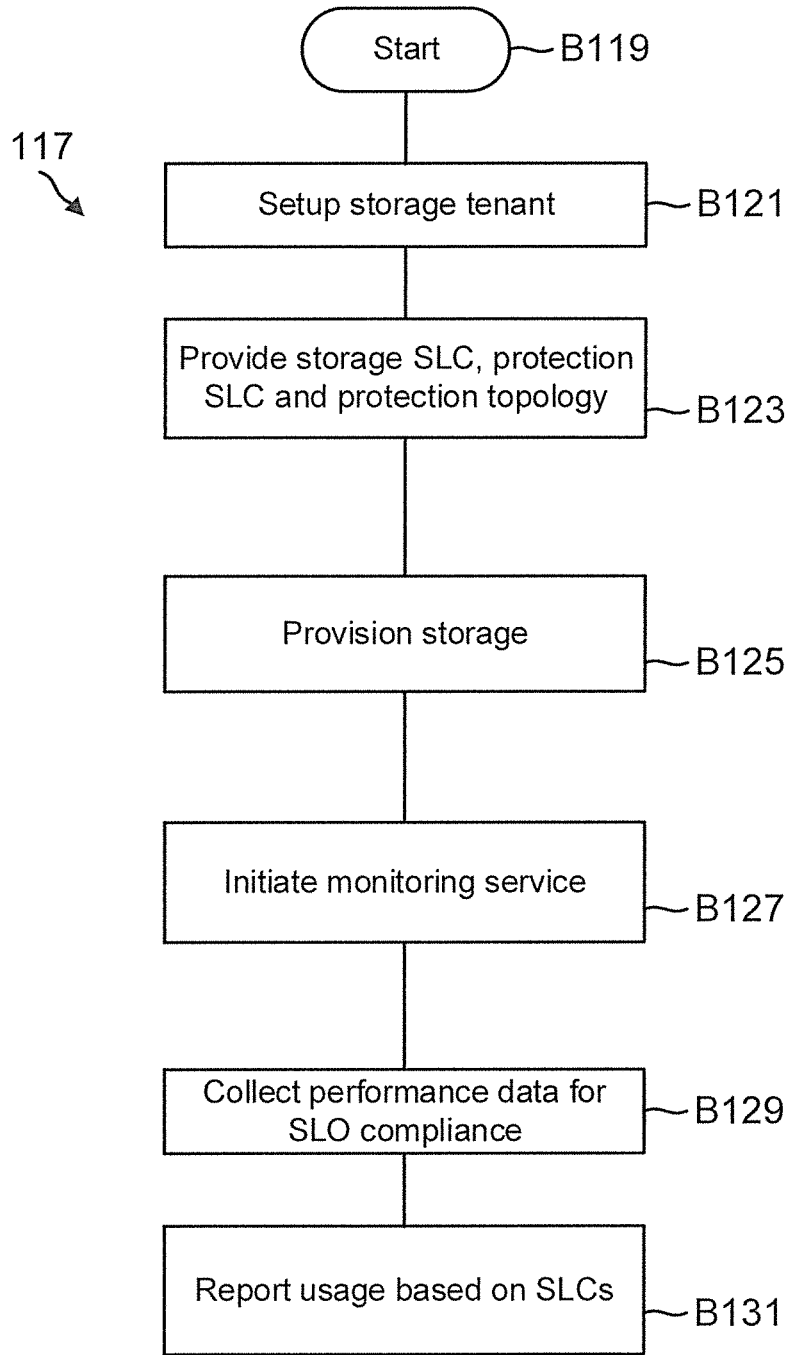 Start
B119
117
Setup storage tenant
B121
Provide storage SLC, protection
SLC and protection topology
B123
Provision storage
B125
Initiate monitoring service
B127
Collect performance data for
SLO compliance
B129
Report usage based on SLCs
B131